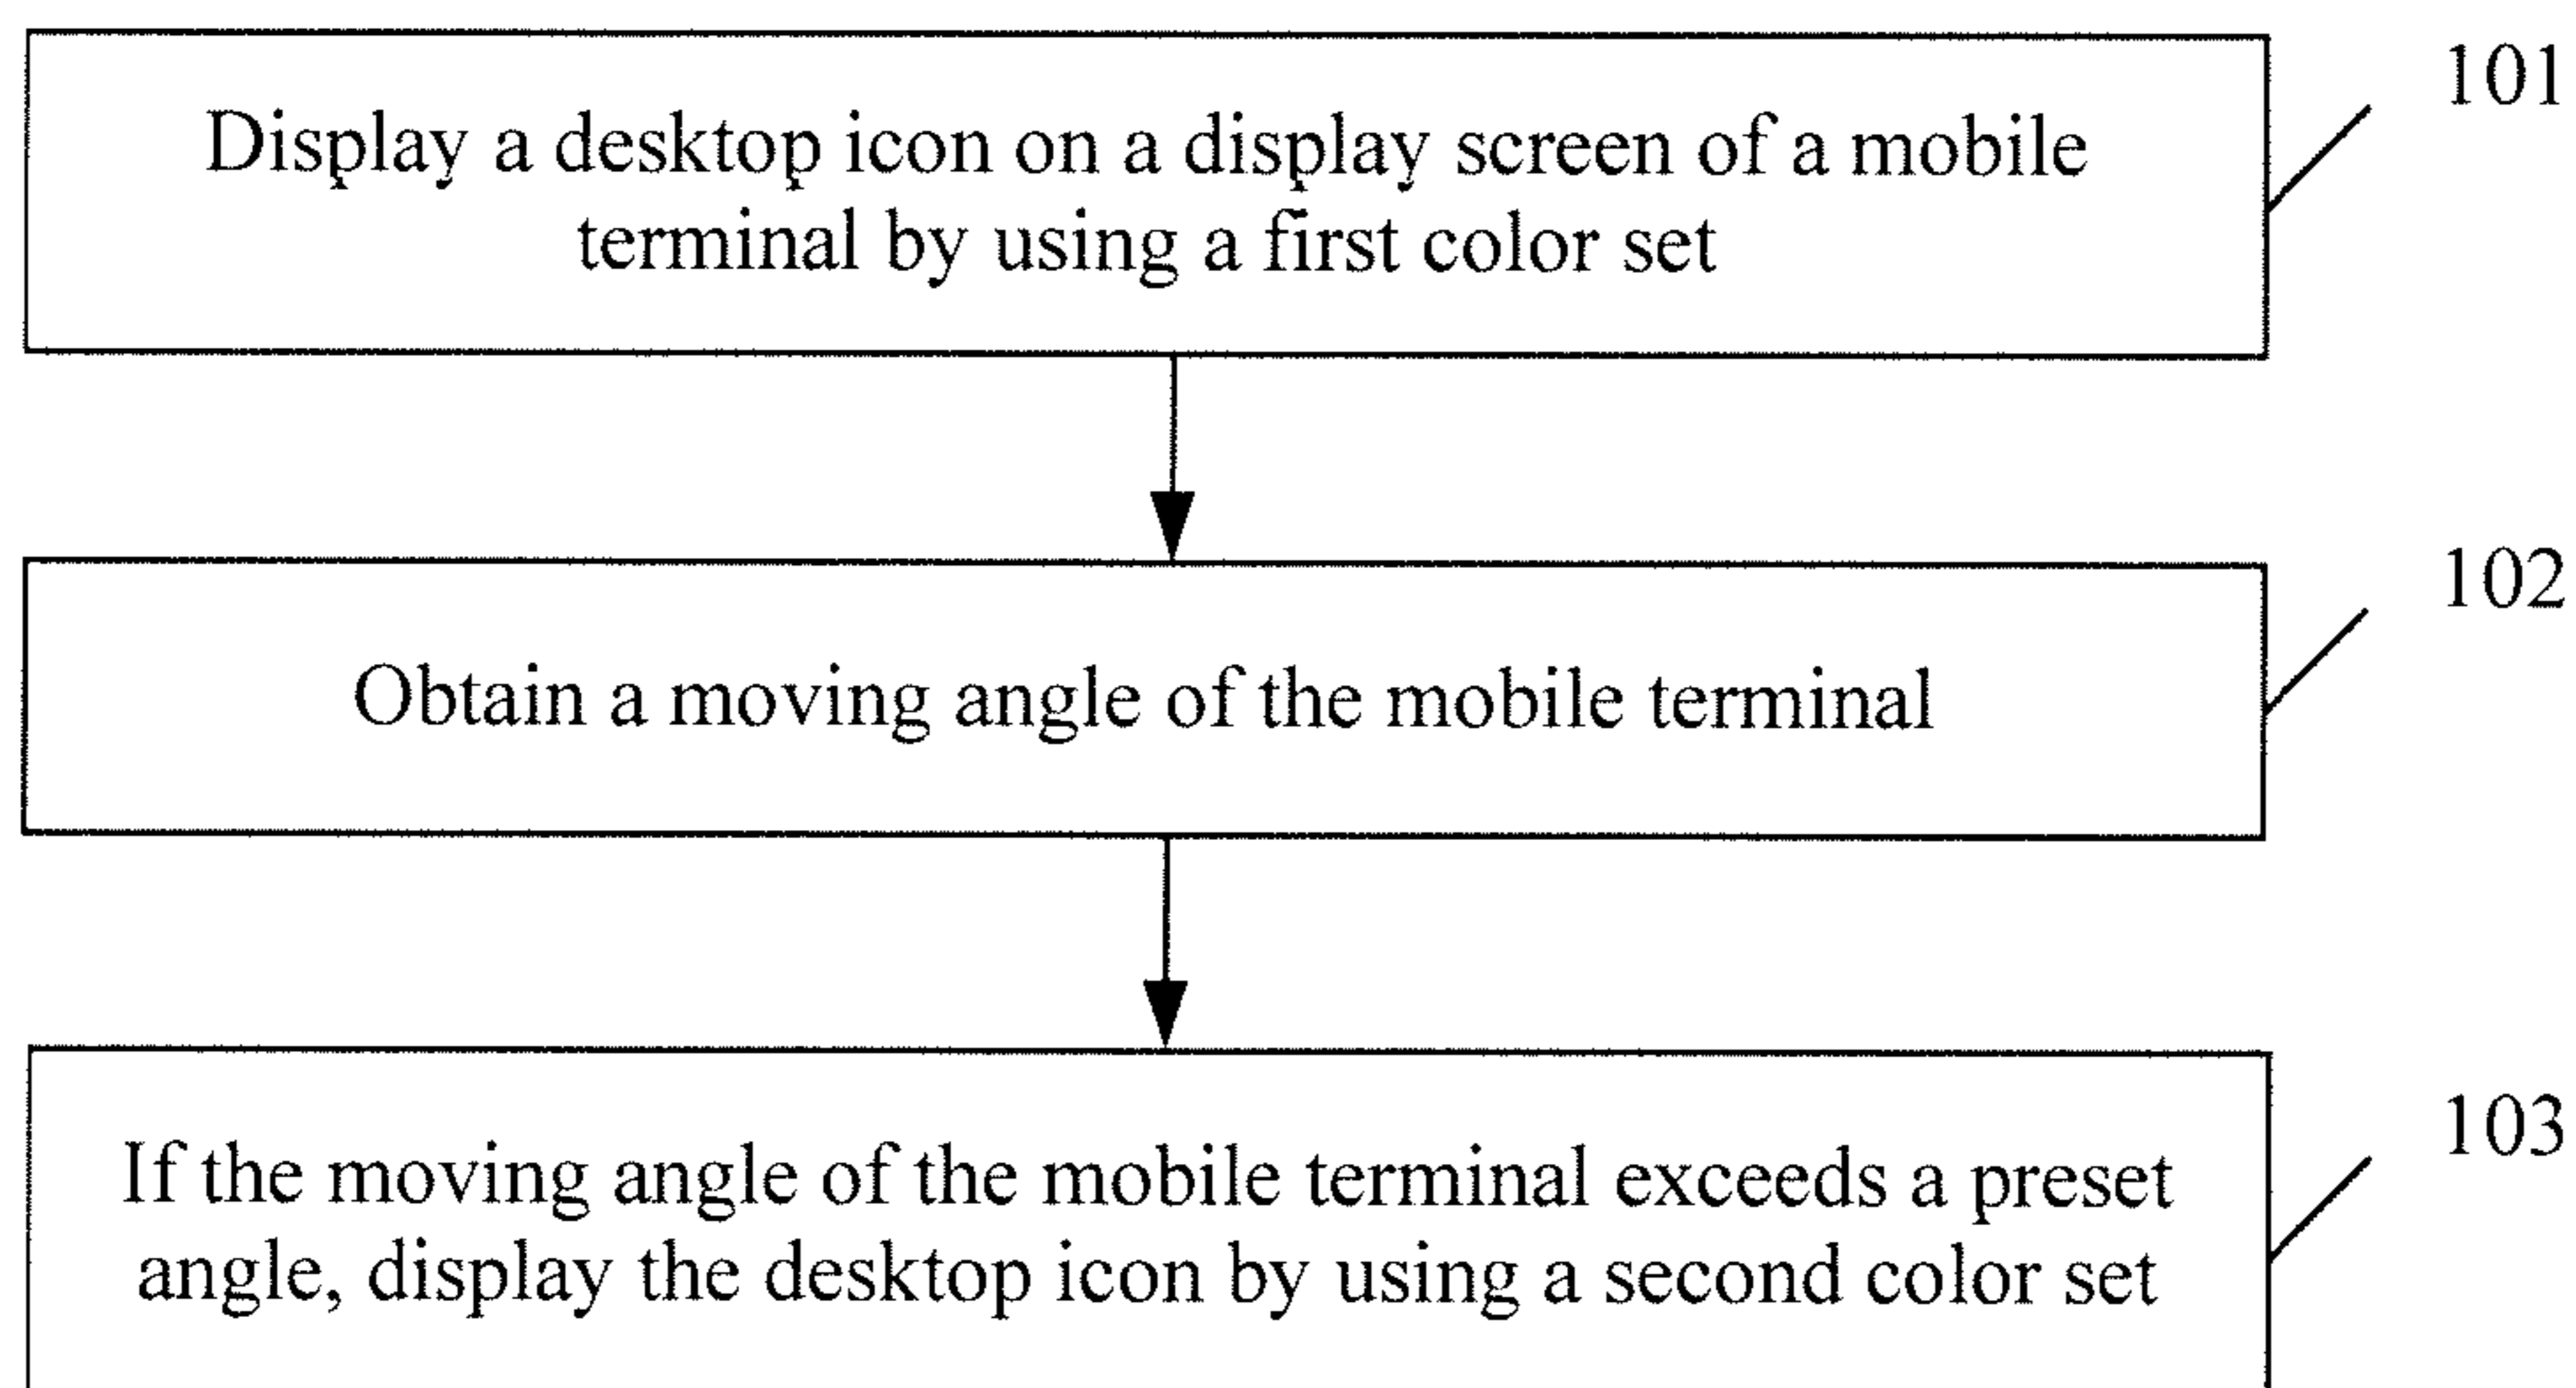 Display a desktop icon on a display screen of a mobile
terminal by using a first color set
101
Obtain a moving angle of the mobile terminal
102
If the moving angle of the mobile terminal exceeds a preset
angle, display the desktop icon by using a second color set
103